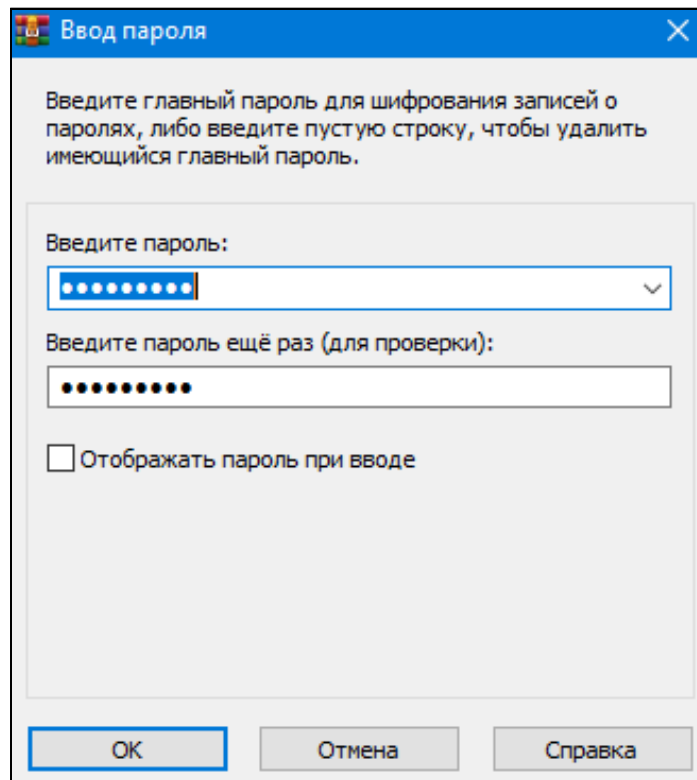 Ввод пароля
Введите главный пароль для шифрования записей о
паролях, либо введите пустую строку, чтобы удалить
имеющийся главный пароль.
Введите пароль:
●●●●●●●●●
Введите пароль ещё раз (для проверки):
●●●●●●●●●
Отображать пароль при вводе
ОК
Отмена
Справка